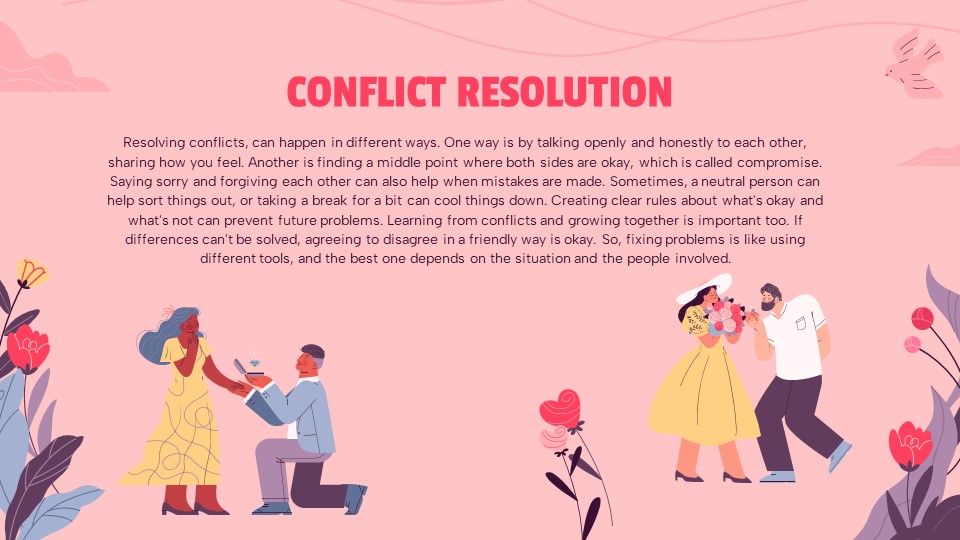 CONFLICT RESOLUTION
Resolving conflicts, can happen in different ways. One way is by talking openly and honestly to each other,
sharing how you feel. Another is finding a middle point where both sides are okay, which is called compromise.
Saying sorry and forgiving each other can also help when mistakes are made. Sometimes, a neutral person can
help sort things out, or taking a break for a bit can cool things down. Creating clear rules about what's okay and
what's not can prevent future problems. Learning from conflicts and growing together is important too. If
differences can't be solved, agreeing to disagree in a friendly way is okay. So, fixing problems is like using
different tools, and the best one depends on the situation and the people involved.